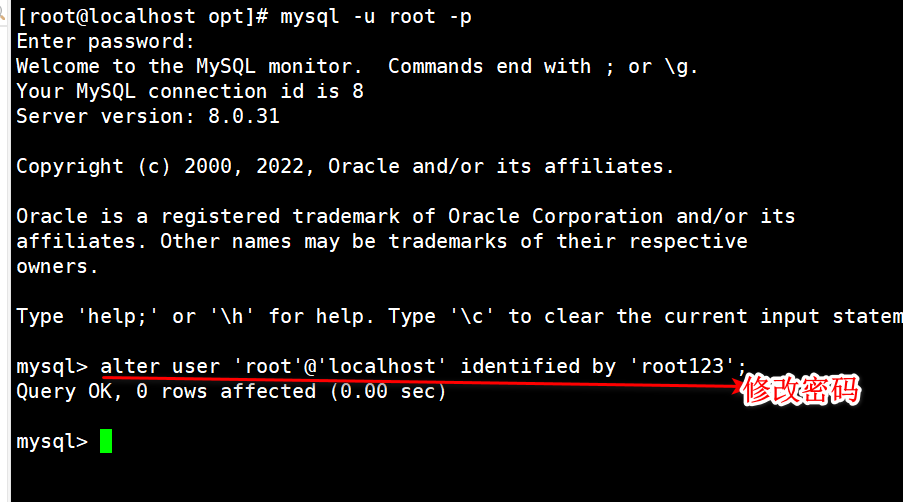 [root@localhost opt]# mysql -u root -p
Enter password:
Welcome to the MySQL monitor.  Commands end with ; or \g.
Your MySQL connection id is 8
Server version: 8.0.31
Copyright (c) 2000, 2022, Oracle and/or its affiliates.
Oracle is a registered trademark of Oracle Corporation and/or its
affiliates. Other names may be trademarks of their respective
owners.
Type 'help;' or '\h' for help. Type '\c' to clear the current input statem
mysql> alter user 'root'@'localhost' identified by 'root123';
Query OK, 0 rows affected (0.00 sec)
修改密码
mysql>